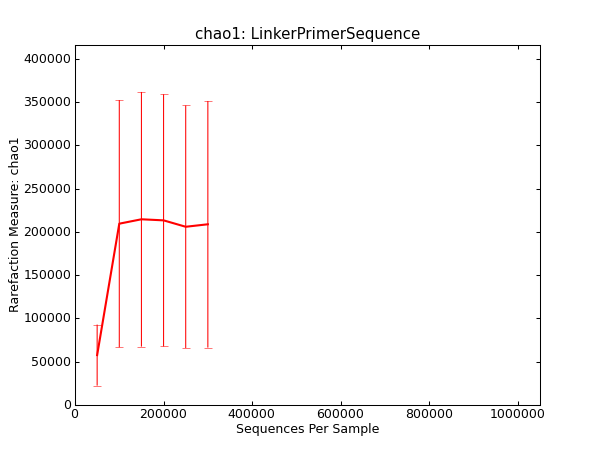 chao1: LinkerPrimerSequence
400000
350000
300000
250000
200000
150000
100000
50000
0
Rarefaction Measure: chao1
0 200000 400000 600000 800000 1000000
Sequences Per Sample